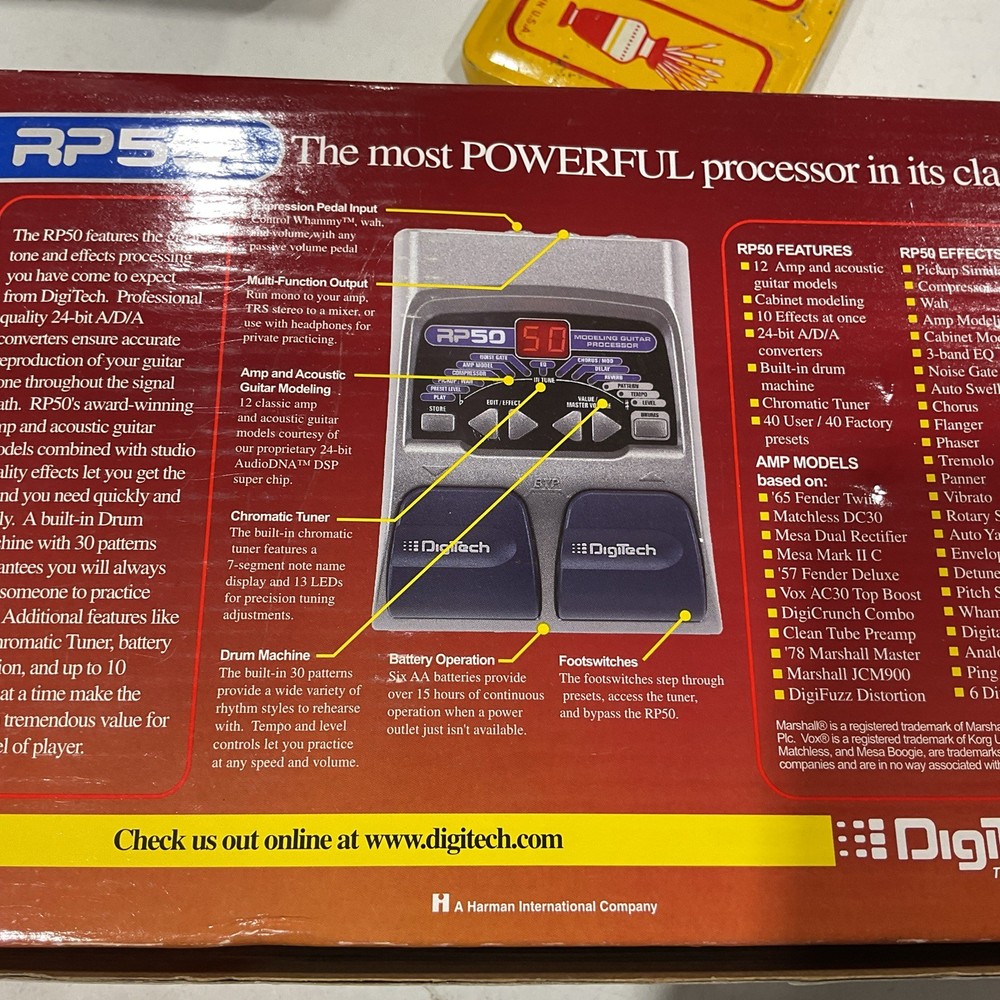 N U.S.A.
RP50
The most POWERFUL processor in its cla
The RP50 features the
tone and effects processing
you have come to expect
from DigiTech. Professional
quality 24-bit A/D/A
converters ensure accurate
eproduction of your guitar
one throughout the signal
ath. RP50's award-winning
mp and acoustic guitar
odels combined with studio
ality effects let you get the
nd you need quickly and
ly. A built-in Drum
hine with 30 patterns
antees you will always
someone to practice
Additional features like
hromatic Tuner, battery
ion, and up to 10
at a time make the
tremendous value for
el of player.
Expression Pedal Input
Control Whammy™, wah,
and volume, with any
passive volume pedal
Multi-Function Output
Run mono to your amp,
TRS stereo to a mixer, or
use with headphones for
private practicing.
Amp and Acoustic
Guitar Modeling
12 classic amp
and acoustic guitar
models courtesy of
our proprietary 24-bit
AudioDNA™ DSP
super chip.
Chromatic Tuner
The built-in chromatic
tuner features a
7-segment note name
display and 13 LEDs
for precision tuning
adjustments.
Drum Machine
The built-in 30 patterns
provide a wide variety of
rhythm styles to rehearse
with. Tempo and level
controls let you practice
at any speed and volume.
RP50
50
MODELING GUITAR
PROCESSOR
NOISE GATE
EQ
CHORUS/MOD
AMP MODEL
DELAY
COMPRESSOR
REVERB
PICKUP/WAH
IN TUNE
PATTERN
PRESET LEVEL
TEMPO
PLAY
LEVEL
STORE
EDIT/EFFECT
VALUE/
MASTER VO
DRUMS
BYP
DigiTech
DigiTech
Battery Operation
Six AA batteries provide
over 15 hours of continuous
operation when a power
outlet just isn't available.
Footswitches
The footswitches step through
presets, access the tuner,
and bypass the RP50.
RP50 FEATURES
12 Amp and acoustic
guitar models
Cabinet modeling
10 Effects at once
24-bit A/D/A
converters
Built-in drum
machine
Chromatic Tuner
40 User / 40 Factory
presets
AMP MODELS
based on:
'65 Fender Twin
Matchless DC30
Mesa Dual Rectifier
Mesa Mark II C
'57 Fender Deluxe
Vox AC30 Top Boost
DigiCrunch Combo
Clean Tube Preamp
'78 Marshall Master
Marshall JCM900
DigiFuzz Distortion
RP50 EFFECTS
Pickup Simula
Compressor
Wah
Amp Modeli
Cabinet Mo
3-band EQ
Noise Gate
Auto Swell
Chorus
Flanger
Phaser
Tremolo
Panner
Vibrato
Rotary S
Auto Ya
Envelop
Detune
Pitch S
Wham
Digita
Analo
Ping
6 Di
Marshall® is a registered trademark of Marsha
Plc. Vox® is a registered trademark of Korg U
Matchless, and Mesa Boogie, are trademarks
companies and are in no way associated with
Check us out online at www.digitech.com
DigiT
H A Harman International Company